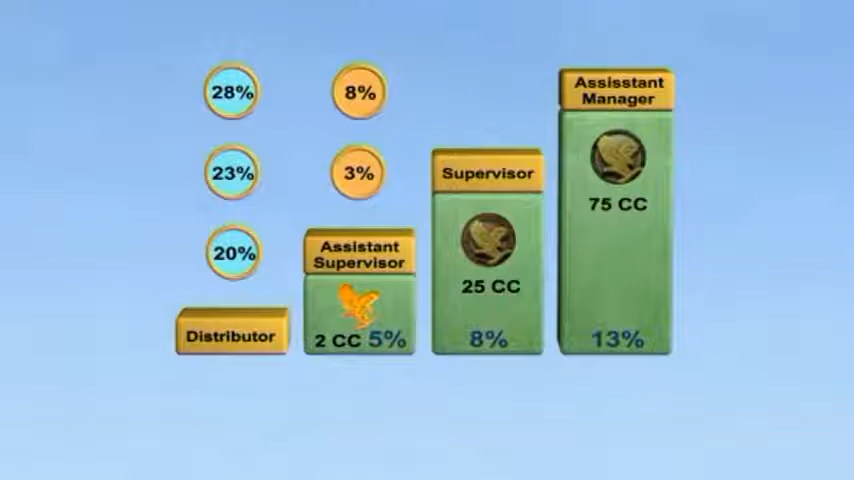 28%
8%
Assisstant
Manager
23%
3%
Supervisor
75 CC
20%
Assistant
Supervisor
25 CC
Distributor
2 CC 5%
8%
13%